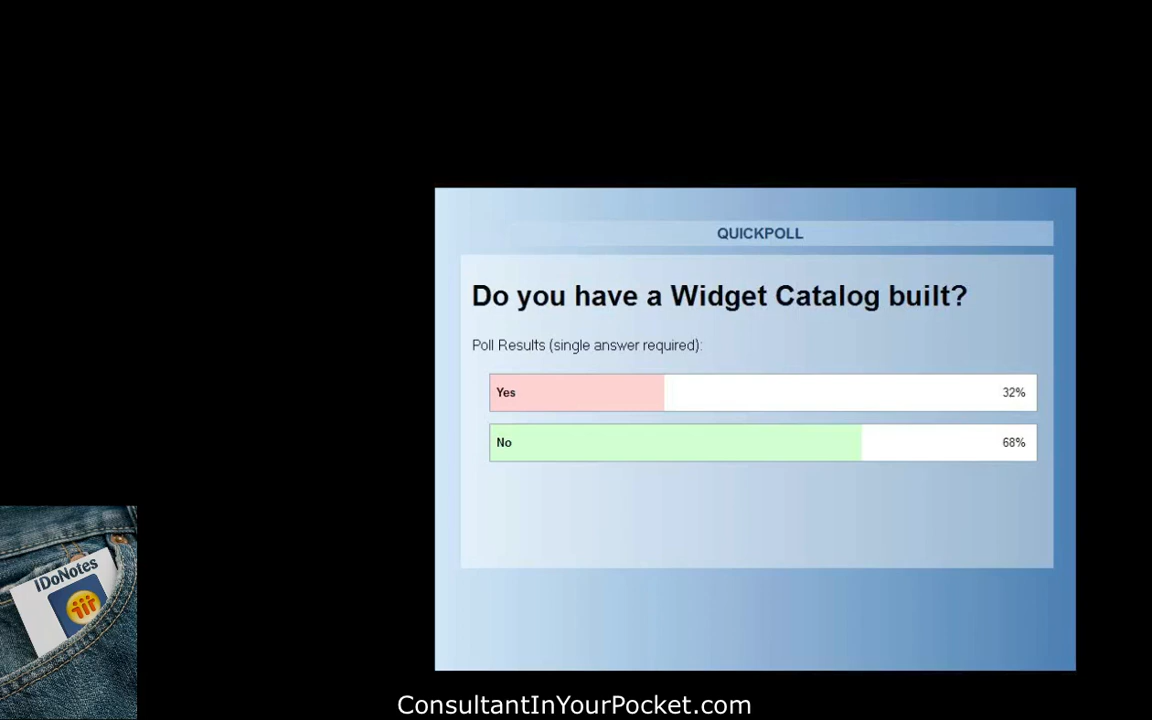 QUICKPOLL
Do you have a Widget Catalog built?
Poll Results (single answer required):
Yes 32%
No 68%
IDoNotes
ConsultantInYourPocket.com